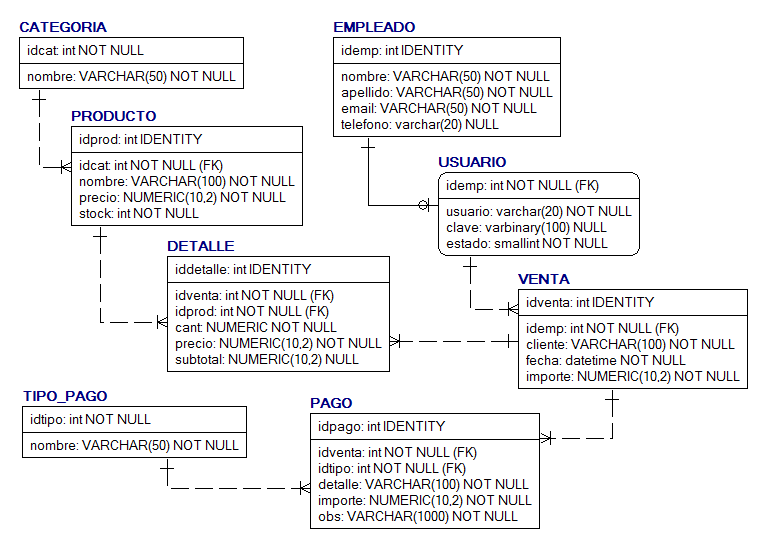 CATEGORIA
idcat: int NOT NULL
nombre: VARCHAR(50) NOT NULL
EMPLEADO
idemp: int IDENTITY
nombre: VARCHAR(50) NOT NULL
apellido: VARCHAR(50) NOT NULL
email: VARCHAR(50) NOT NULL
telefono: varchar(20) NULL
PRODUCTO
idprod: int IDENTITY
idcat: int NOT NULL (FK)
nombre: VARCHAR(100) NOT NULL
precio: NUMERIC(10,2) NOT NULL
stock: int NOT NULL
USUARIO
idemp: int NOT NULL (FK)
usuario: varchar(20) NOT NULL
clave: varbinary(100) NULL
estado: smallint NOT NULL
DETALLE
iddetalle: int IDENTITY
idventa: int NOT NULL (FK)
idprod: int NOT NULL (FK)
cant: NUMERIC NOT NULL
precio: NUMERIC(10,2) NOT NULL
subtotal: NUMERIC(10,2) NULL
VENTA
idventa: int IDENTITY
idemp: int NOT NULL (FK)
cliente: VARCHAR(100) NOT NULL
fecha: datetime NOT NULL
importe: NUMERIC(10,2) NOT NULL
TIPO_PAGO
idtipo: int NOT NULL
nombre: VARCHAR(50) NOT NULL
PAGO
idpago: int IDENTITY
idventa: int NOT NULL (FK)
idtipo: int NOT NULL (FK)
detalle: VARCHAR(100) NOT NULL
importe: NUMERIC(10,2) NOT NULL
obs: VARCHAR(1000) NOT NULL